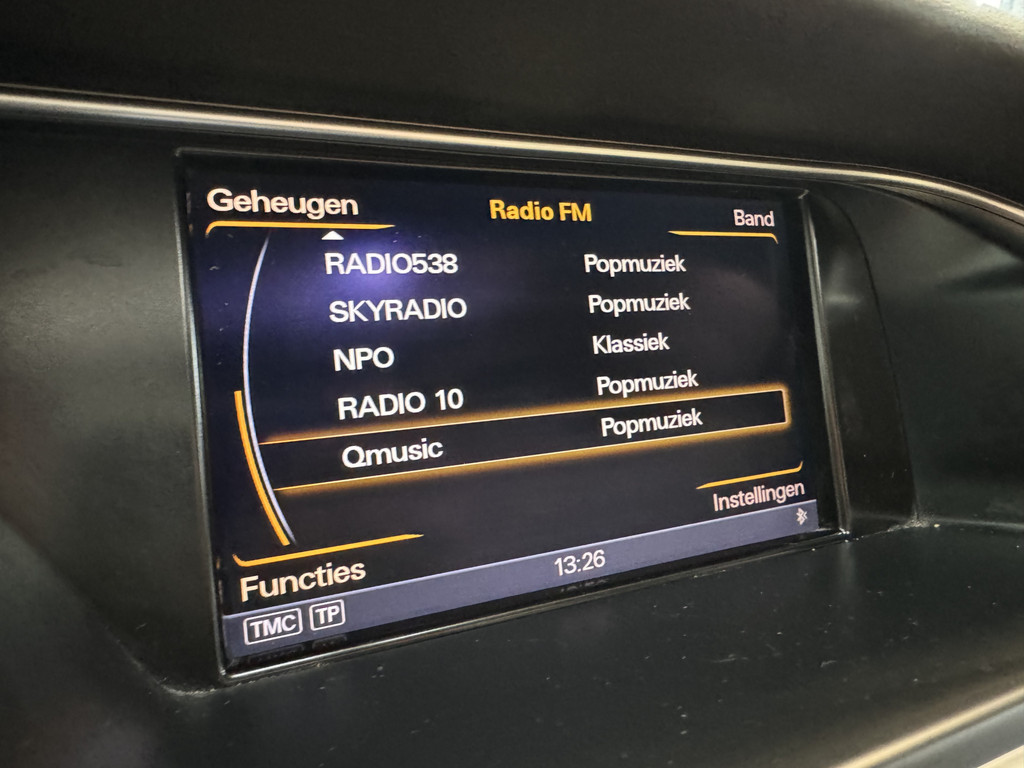 Geheugen Radio FM Band
RADIO538 Popmuziek
SKYRADIO Popmuziek
NPO Klassiek
RADIO 10 Popmuziek
Qmusic Popmuziek
Instellingen
Functies 13:26
TMC TP